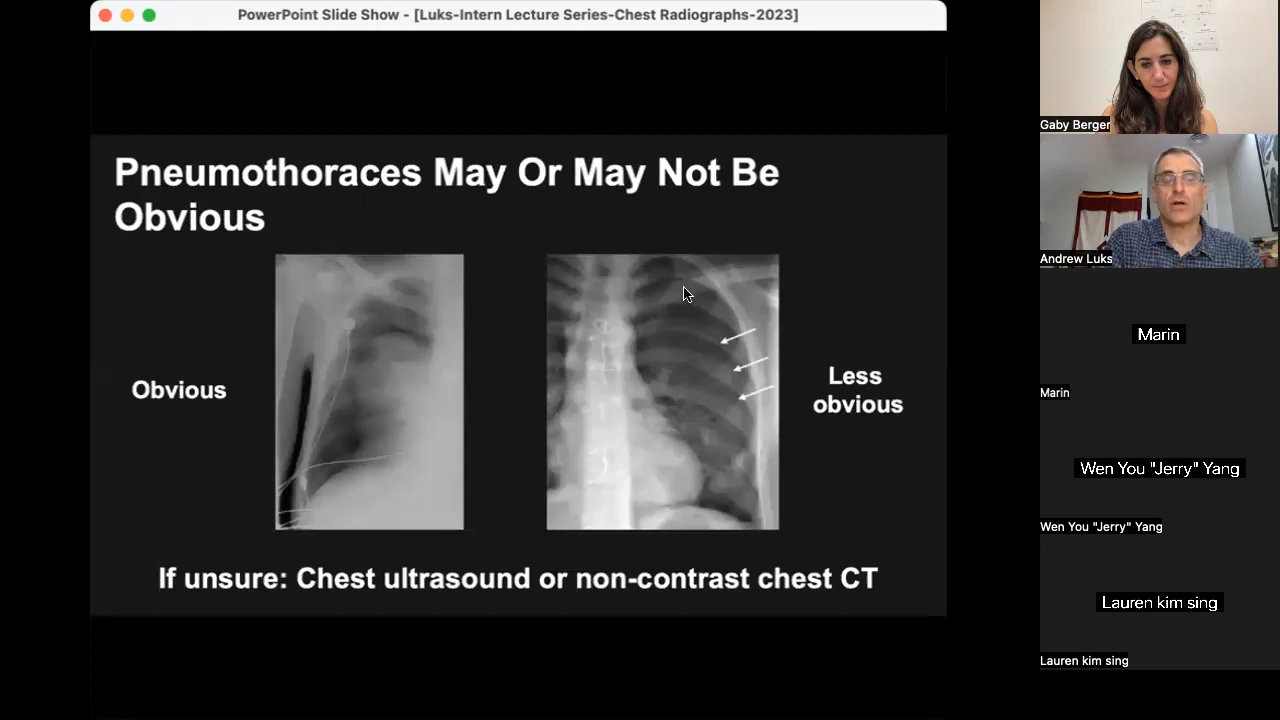 PowerPoint Slide Show - [Luks-Intern Lecture Series-Chest Radiographs-2023]
Pneumothoraces May Or May Not Be
Obvious
Obvious
Less
obvious
If unsure: Chest ultrasound or non-contrast chest CT
Gaby Berger
Andrew Luks
Marin
Marin
Wen You "Jerry" Yang
Wen You "Jerry" Yang
Lauren kim sing
Lauren kim sing